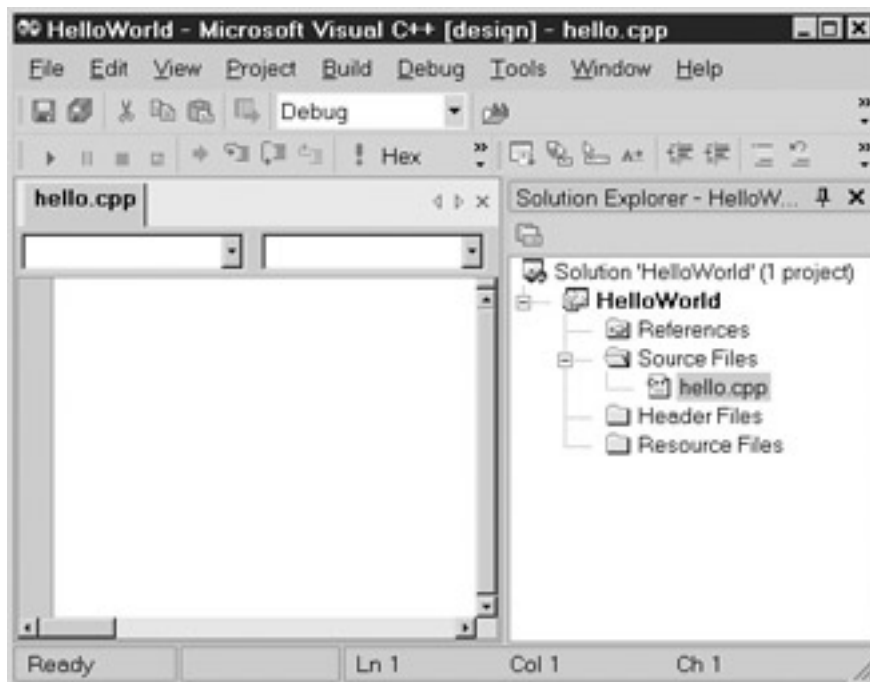 HelloWorld - Microsoft Visual C++ [design] - hello.cpp
File Edit View Project Build Debug Tools Window Help
Debug
Hex
hello.cpp
Solution Explorer - HelloW...
Solution 'HelloWorld' (1 project)
HelloWorld
References
Source Files
hello.cpp
Header Files
Resource Files
Ready Ln 1 Col 1 Ch 1